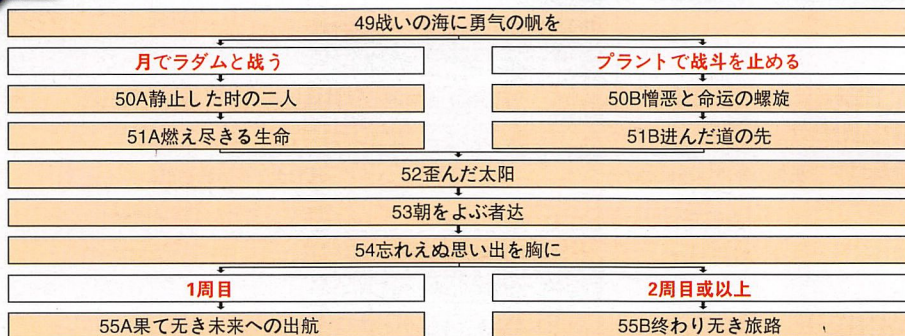 49战いの海に勇气の帆を
月でラダムと战う
プラントで战斗を止める
50A静止した时の二人
50B憎恶と命运の螺旋
51A燃え尽きる生命
51B进んだ道の先
52歪んだ太阳
53朝をよぶ者达
54忘れえぬ思い出を胸に
1周目
2周目或以上
55A果て无き未来への出航
55B终わり无き旅路